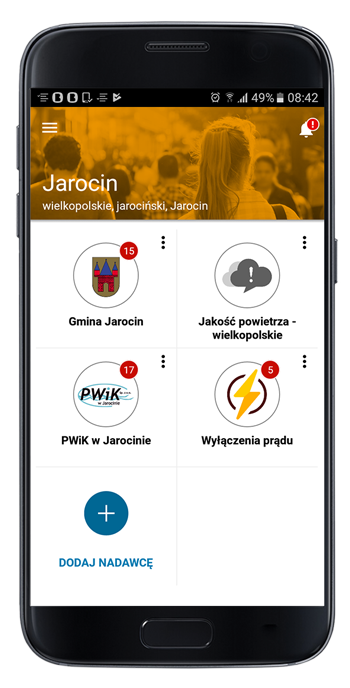 49% 08:42
Jarocin
wielkopolskie, jarociński, Jarocin
15
Gmina Jarocin
Jakość powietrza -
wielkopolskie
17
PWiK
w Jarocinie
PWiK w Jarocinie
5
Wyłączenia prądu
DODAJ NADAWCĘ